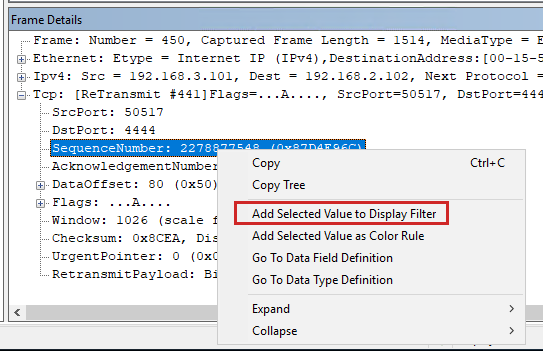 Frame Details
Frame: Number = 450, Captured Frame Length = 1514, MediaType = E
Ethernet: Etype = Internet IP (IPv4),DestinationAddress:[00-15-5
Ipv4: Src = 192.168.3.101, Dest = 192.168.2.102, Next Protocol =
Tcp: [ReTransmit #441]Flags=...A...., SrcPort=50517, DstPort=444
SrcPort: 50517
DstPort: 4444
SequenceNumber: 2278877548 (0x87D4E96C)
Acknowledgement
DataOffset: 80 (0x50)
Flags: ...A....
Window: 1026 (scale f
Checksum: 0x8CEA, Dis
UrgentPointer: 0 (0x0
RetransmitPayload: Bi
Copy Ctrl+C
Copy Tree
Add Selected Value to Display Filter
Add Selected Value as Color Rule
Go To Data Field Definition
Go To Data Type Definition
Expand
Collapse